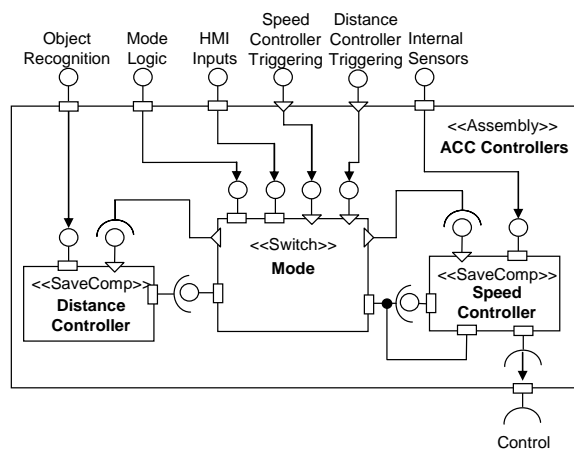 Object
Recognition
Mode
Logic
HMI
Inputs
Speed
Controller
Triggering
Distance
Controller
Triggering
Internal
Sensors
<<Assembly>>
ACC Controllers
<<Switch>>
Mode
<<SaveComp>>
Distance
Controller
<<SaveComp>>
Speed
Controller
Control